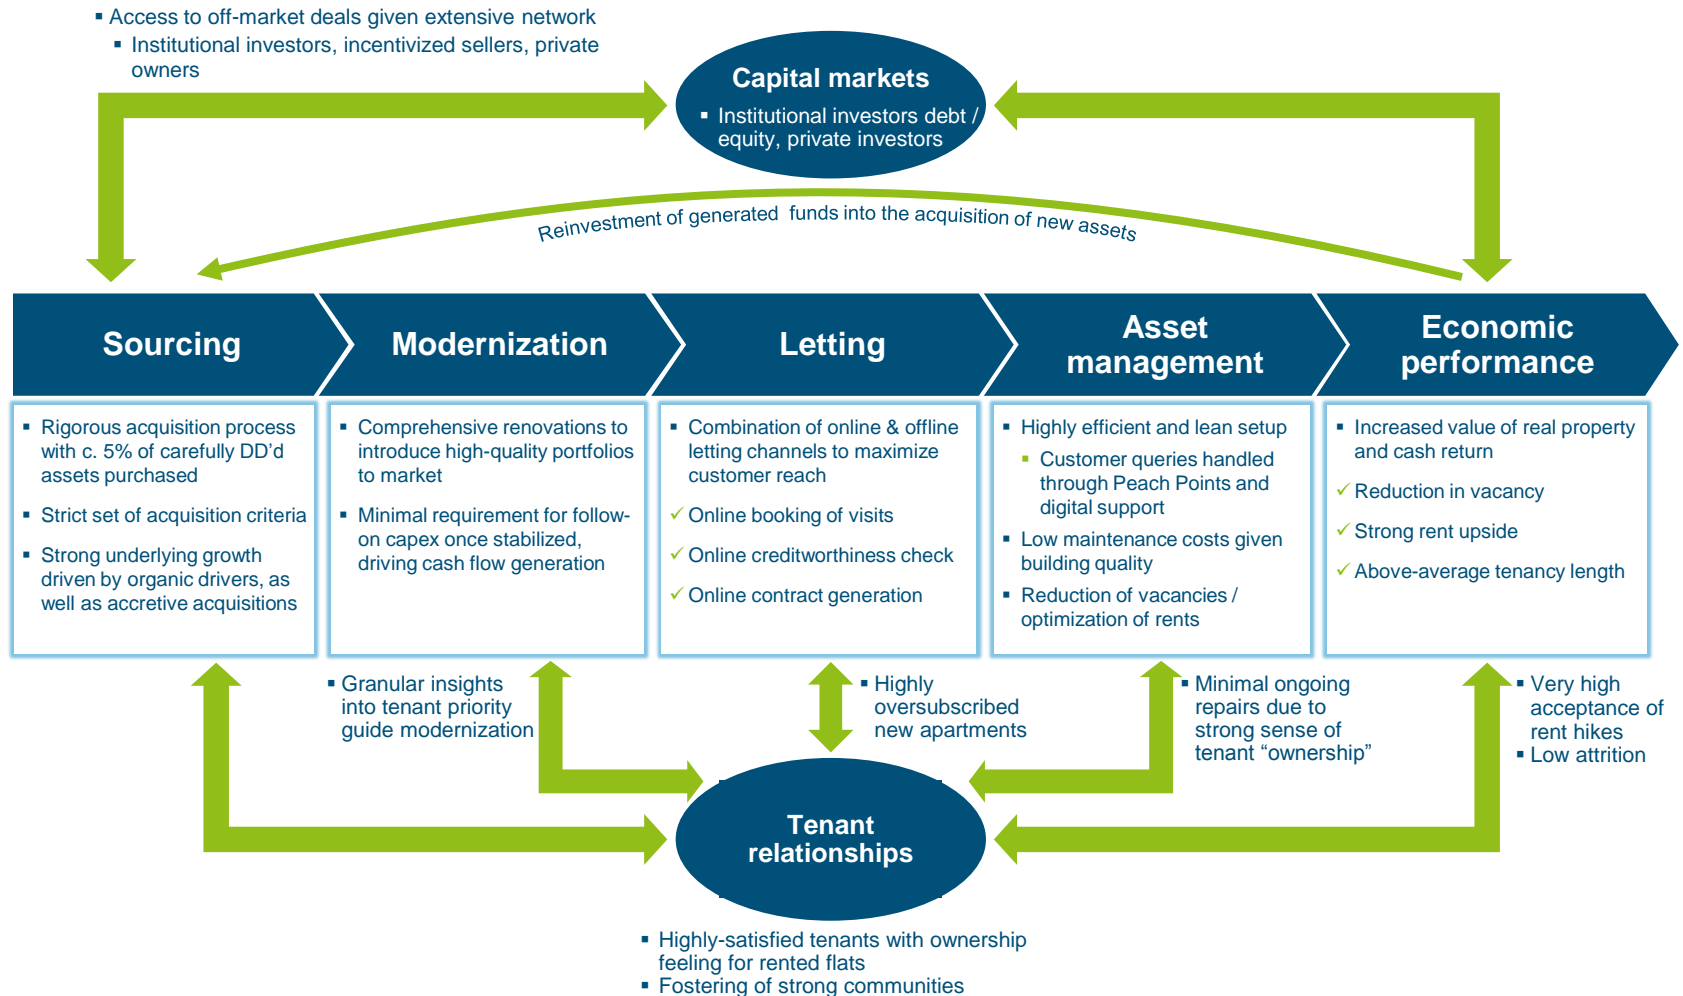 ▪ Access to off-market deals given extensive network
▪ Institutional investors, incentivized sellers, private
owners
Capital markets
▪ Institutional investors debt /
equity, private investors
Reinvestment of generated funds into the acquisition of new assets
Sourcing
Modernization
Letting
Asset
management
Economic
performance
▪ Rigorous acquisition process
with c. 5% of carefully DD’d
assets purchased
▪ Strict set of acquisition criteria
▪ Strong underlying growth
driven by organic drivers, as
well as accretive acquisitions
▪ Comprehensive renovations to
introduce high-quality portfolios
to market
▪ Minimal requirement for follow-
on capex once stabilized,
driving cash flow generation
▪ Combination of online & offline
letting channels to maximize
customer reach
✓ Online booking of visits
✓ Online creditworthiness check
✓ Online contract generation
▪ Highly efficient and lean setup
▪ Customer queries handled
through Peach Points and
digital support
▪ Low maintenance costs given
building quality
▪ Reduction of vacancies /
optimization of rents
▪ Increased value of real property
and cash return
✓ Reduction in vacancy
✓ Strong rent upside
✓ Above-average tenancy length
▪ Granular insights
into tenant priority
guide modernization
▪ Highly
oversubscribed
new apartments
▪ Minimal ongoing
repairs due to
strong sense of
tenant “ownership”
▪ Very high
acceptance of
rent hikes
▪ Low attrition
Tenant
relationships
▪ Highly-satisfied tenants with ownership
feeling for rented flats
▪ Fostering of strong communities